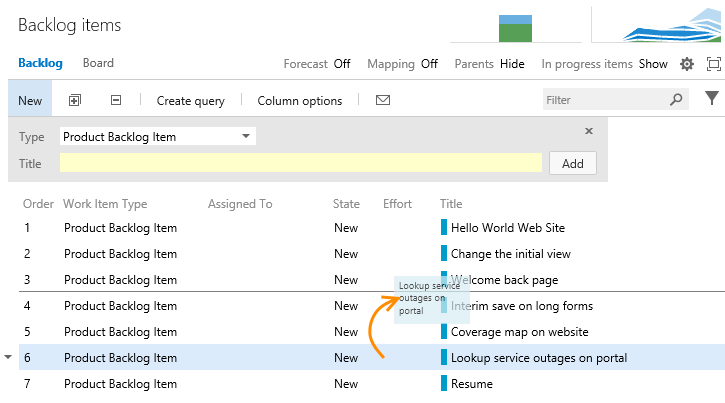 Backlog items
Backlog Board Forecast Off Mapping Off Parents Hide In progress items Show
New Create query Column options Filter
Type Product Backlog Item
Title Add
Order Work Item Type Assigned To State Effort Title
1 Product Backlog Item New Hello World Web Site
2 Product Backlog Item New Change the initial view
3 Product Backlog Item New Welcome back page
Lookup service
outages on
portal
4 Product Backlog Item New Interim save on long forms
5 Product Backlog Item New Coverage map on website
6 Product Backlog Item New Lookup service outages on portal
7 Product Backlog Item New Resume